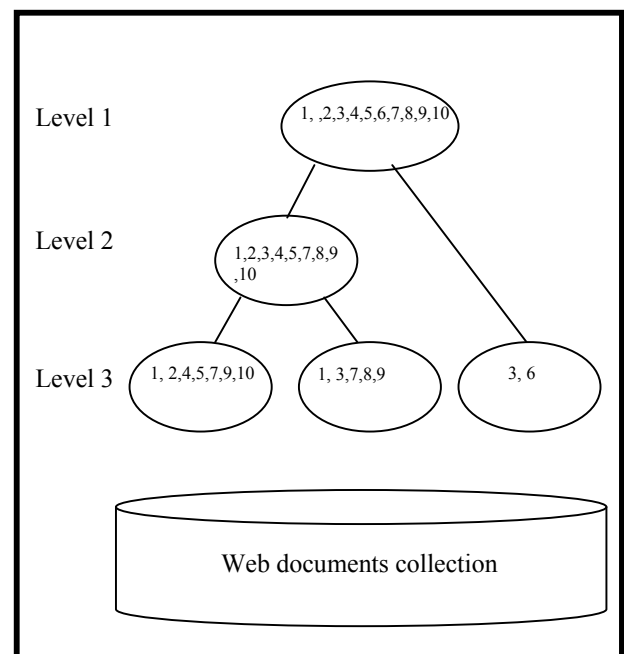 Level 1
1, ,2,3,4,5,6,7,8,9,10
Level 2
1,2,3,4,5,7,8,9
,10
Level 3
1, 2,4,5,7,9,10
1, 3,7,8,9
3, 6
Web documents collection